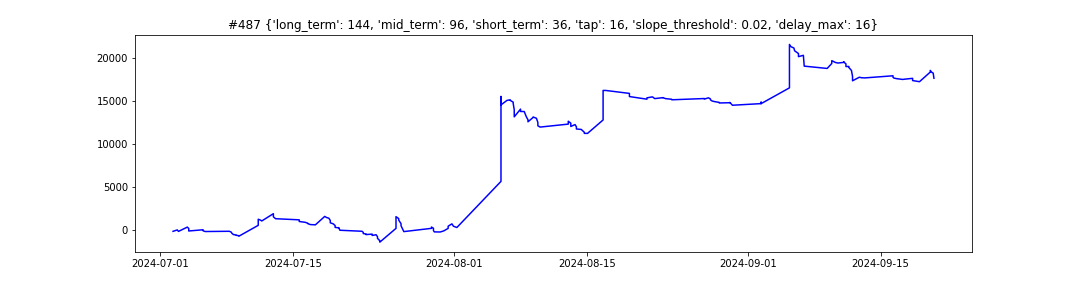 #487 {'long_term': 144, 'mid_term': 96, 'short_term': 36, 'tap': 16, 'slope_threshold': 0.02, 'delay_max': 16}
20000
15000
10000
5000
0
2024-07-01 2024-07-15 2024-08-01 2024-08-15 2024-09-01 2024-09-15